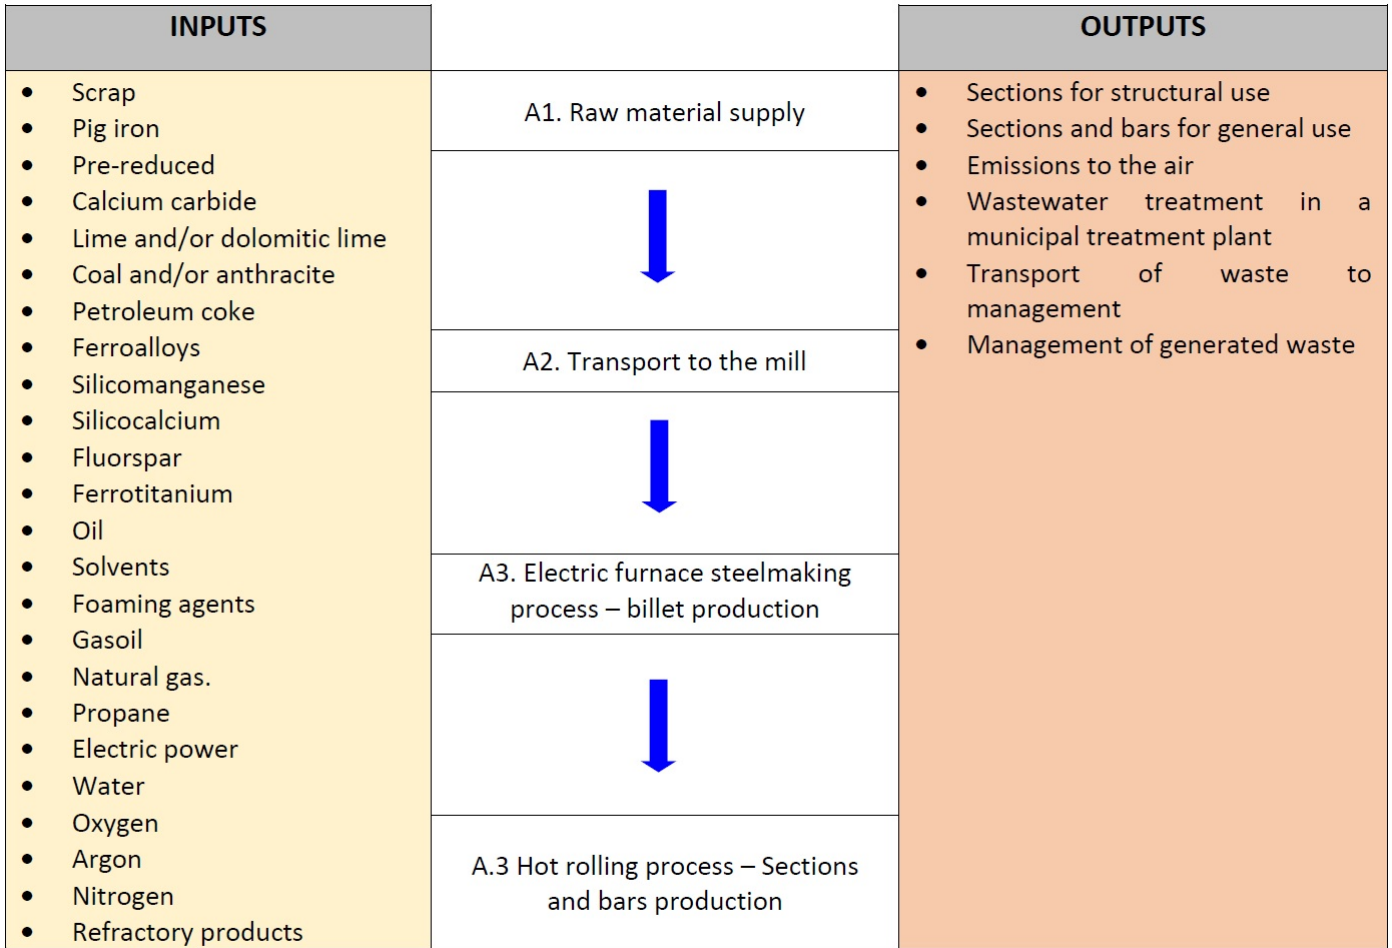 INPUTS
• Scrap
• Pig iron
• Pre-reduced
• Calcium carbide
• Lime and/or dolomitic lime
• Coal and/or anthracite
• Petroleum coke
• Ferroalloys
• Silicomanganese
• Silicocalcium
• Fluorspar
• Ferrotitanium
• Oil
• Solvents
• Foaming agents
• Gasoil
• Natural gas.
• Propane
• Electric power
• Water
• Oxygen
• Argon
• Nitrogen
• Refractory products
A1. Raw material supply
A2. Transport to the mill
A3. Electric furnace steelmaking
process – billet production
A.3 Hot rolling process – Sections
and bars production
OUTPUTS
• Sections for structural use
• Sections and bars for general use
• Emissions to the air
• Wastewater treatment in a
municipal treatment plant
• Transport of waste to
management
• Management of generated waste